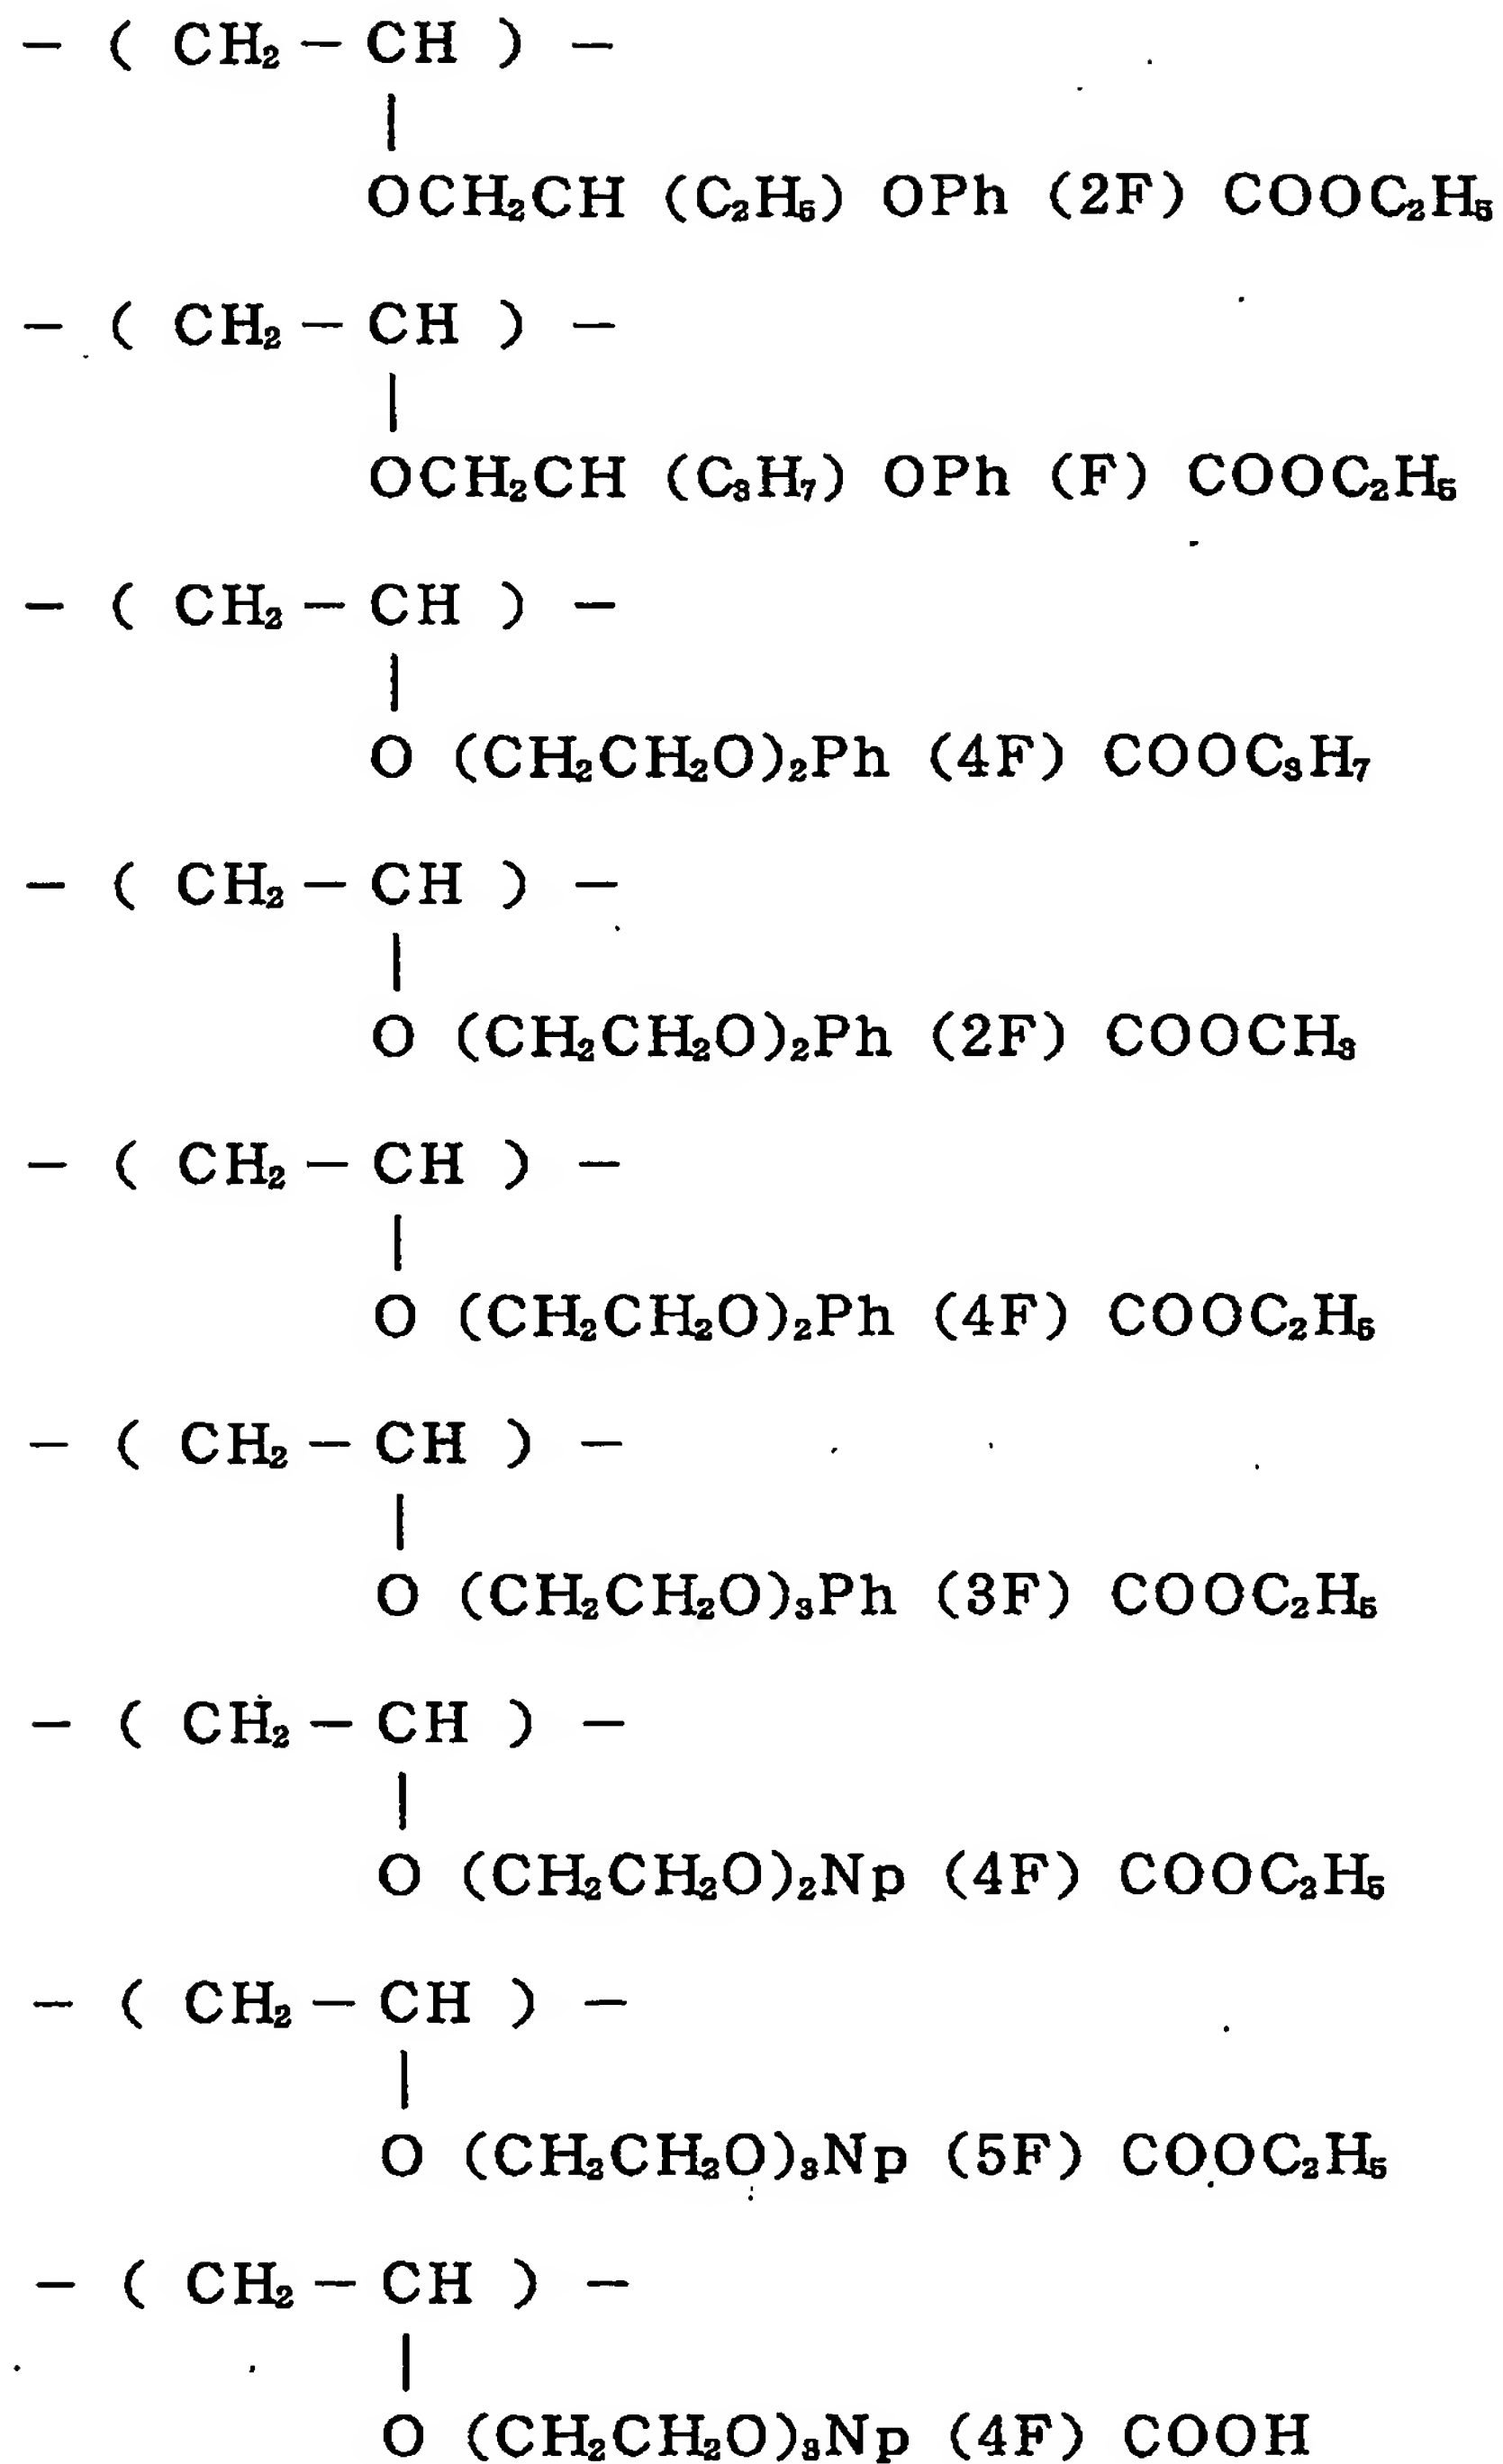 — ( CH₂ — CH ) —
|
OCH₂CH (C₂H₅) OPh (2F) COOC₂H₅
— ( CH₂ — CH ) —
|
OCH₂CH (C₃H₇) OPh (F) COOC₂H₅
— ( CH₂ — CH ) —
|
O (CH₂CH₂O)₂Ph (4F) COOC₃H₇
— ( CH₂ — CH ) —
|
O (CH₂CH₂O)₂Ph (2F) COOCH₃
— ( CH₂ — CH ) —
|
O (CH₂CH₂O)₂Ph (4F) COOC₂H₅
— ( CH₂ — CH ) —
|
O (CH₂CH₂O)₃Ph (3F) COOC₂H₅
— ( CH₂ — CH ) —
|
O (CH₂CH₂O)₂Np (4F) COOC₂H₅
— ( CH₂ — CH ) —
|
O (CH₂CH₂O)₃Np (5F) COOC₂H₅
— ( CH₂ — CH ) —
|
O (CH₂CH₂O)₃Np (4F) COOH